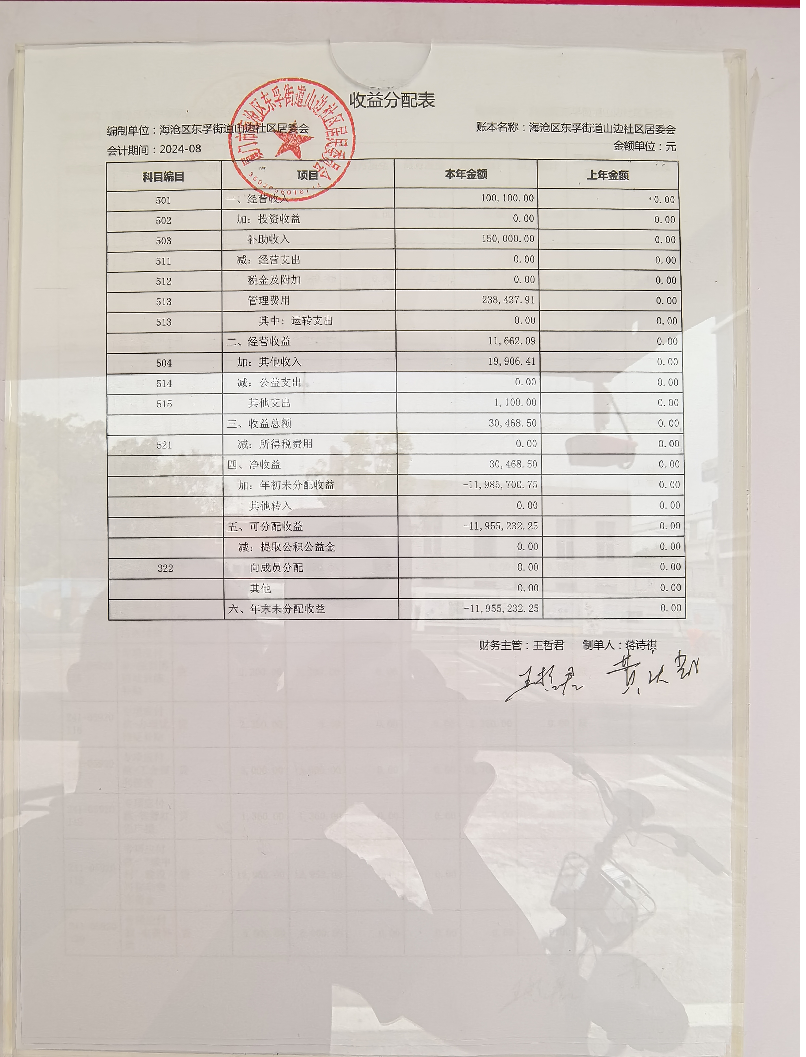 收益分配表
编制单位：海沧区东孚街道山边社区居委会 账本名称：海沧区东孚街道山边社区居委会
会计期间：2024-08 金额单位：元
科目编目 项目 本年金额 上年金额
501 一、经营收入 100,100.00 0.00
502 加：投资收益 0.00 0.00
503 补助收入 150,000.00 0.00
511 减：经营支出 0.00 0.00
512 税金及附加 0.00 0.00
513 管理费用 238,437.91 0.00
513 其中：运转支出 0.00 0.00
二、经营收益 11,662.09 0.00
504 加：其他收入 19,906.41 0.00
514 减：公益支出 0.00 0.00
515 其他支出 1,100.00 0.00
三、收益总额 30,468.50 0.00
521 减：所得税费用 0.00 0.00
四、净收益 30,468.50 0.00
加：年初未分配收益 -11,985,700.75 0.00
其他转入 0.00 0.00
五、可分配收益 -11,955,232.25 0.00
减：提取公积公益金 0.00 0.00
322 向成员分配 0.00 0.00
其他 0.00 0.00
六、年末未分配收益 -11,955,232.25 0.00
财务主管：王哲君 制单人：蒋诗祺
王哲君